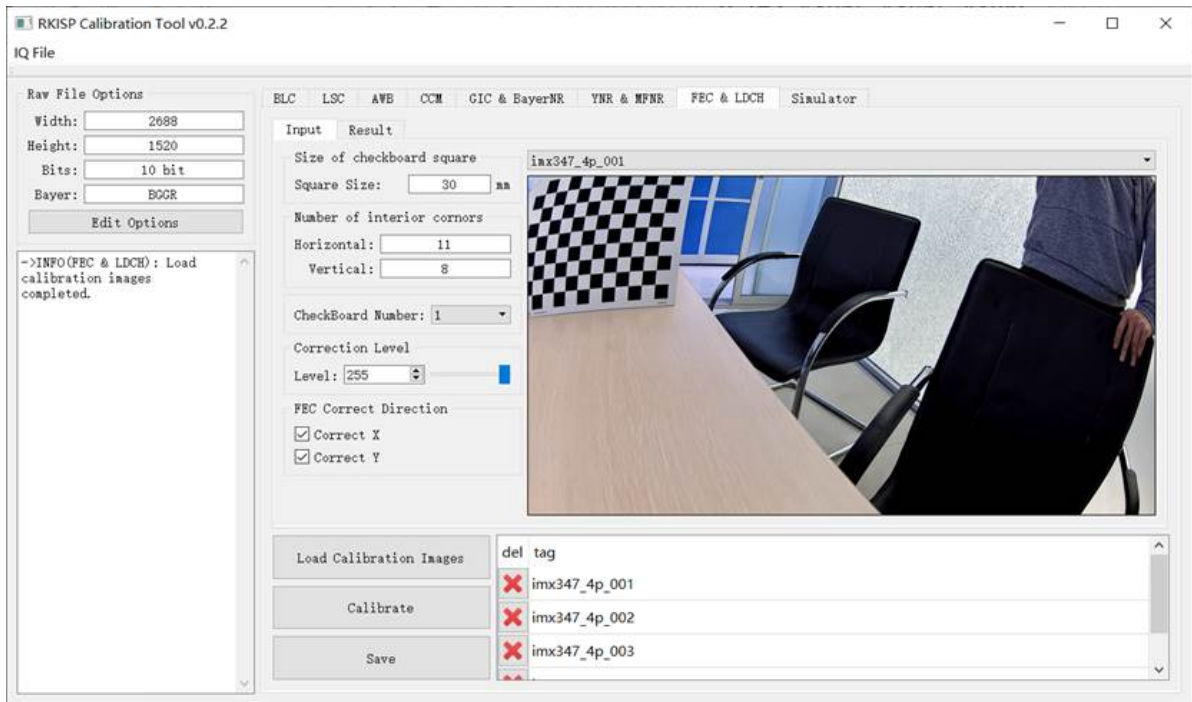 RKISP Calibration Tool v0.2.2
IQ File
Raw File Options
Width: 2688
Height: 1520
Bits: 10 bit
Bayer: BGGR
Edit Options
->INFO(FEC & LDCH): Load
calibration images
completed.
BLC LSC AWB CCM GIC & BayerNR YNR & MFNR FEC & LDCH Simulator
Input Result
Size of checkboard square
Square Size: 30 mm
Number of interior cornors
Horizontal: 11
Vertical: 8
CheckBoard Number: 1
Correction Level
Level: 255
FEC Correct Direction
Correct X
Correct Y
imx347_4p_001
Load Calibration Images
Calibrate
Save
del tag
imx347_4p_001
imx347_4p_002
imx347_4p_003